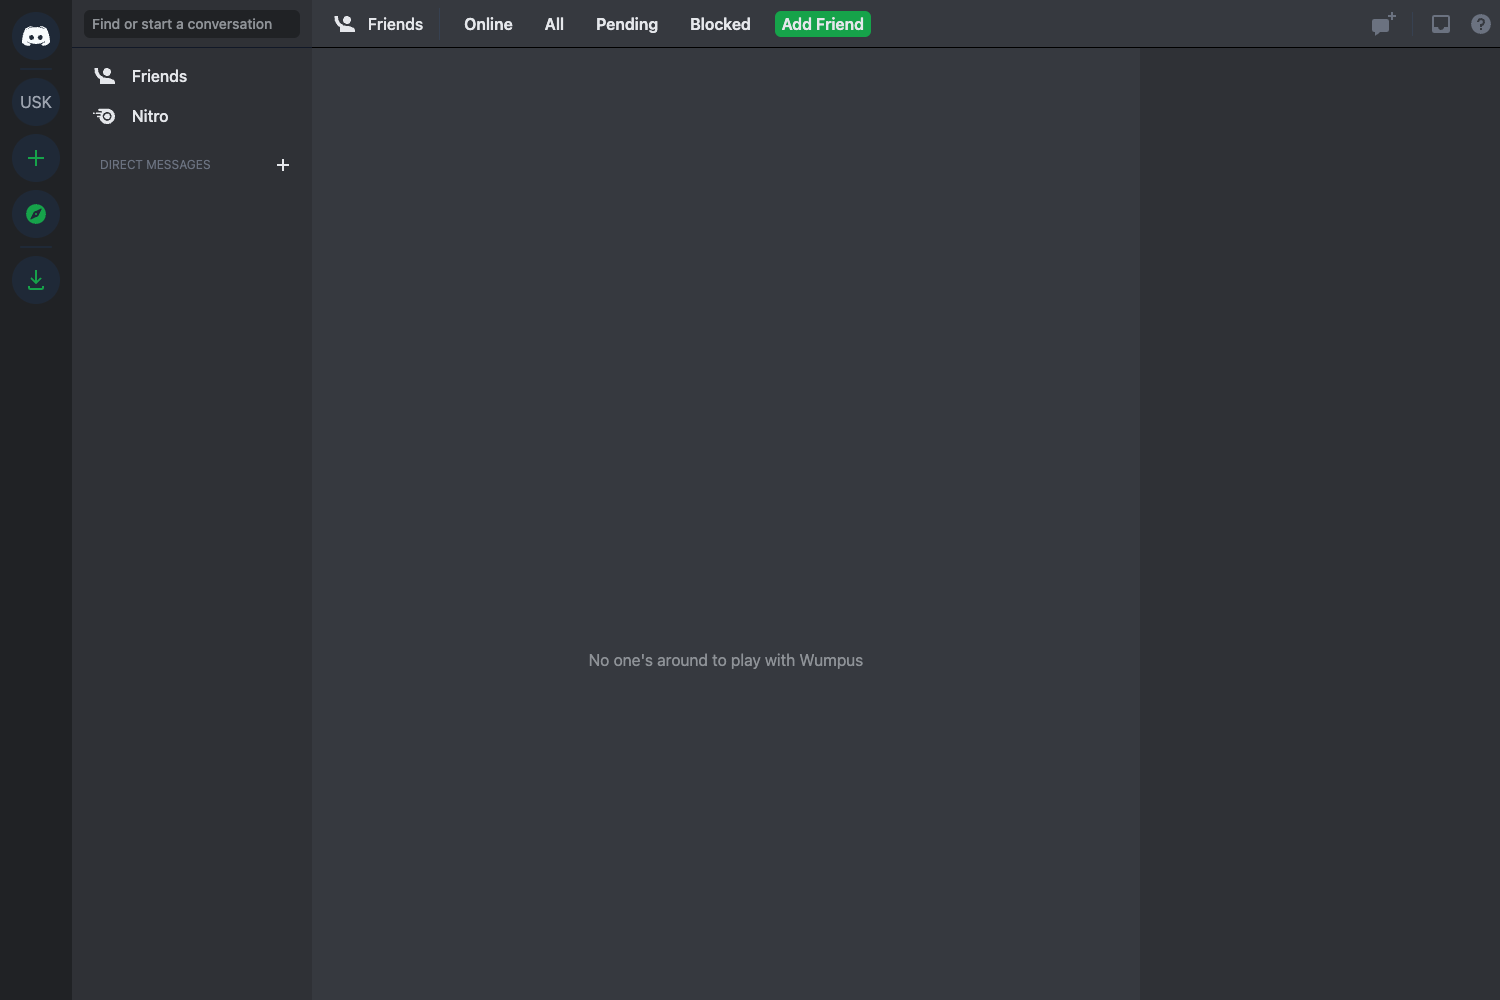 Find or start a conversation
Friends
Online
All
Pending
Blocked
Add Friend
USK
Friends
Nitro
DIRECT MESSAGES
No one's around to play with Wumpus